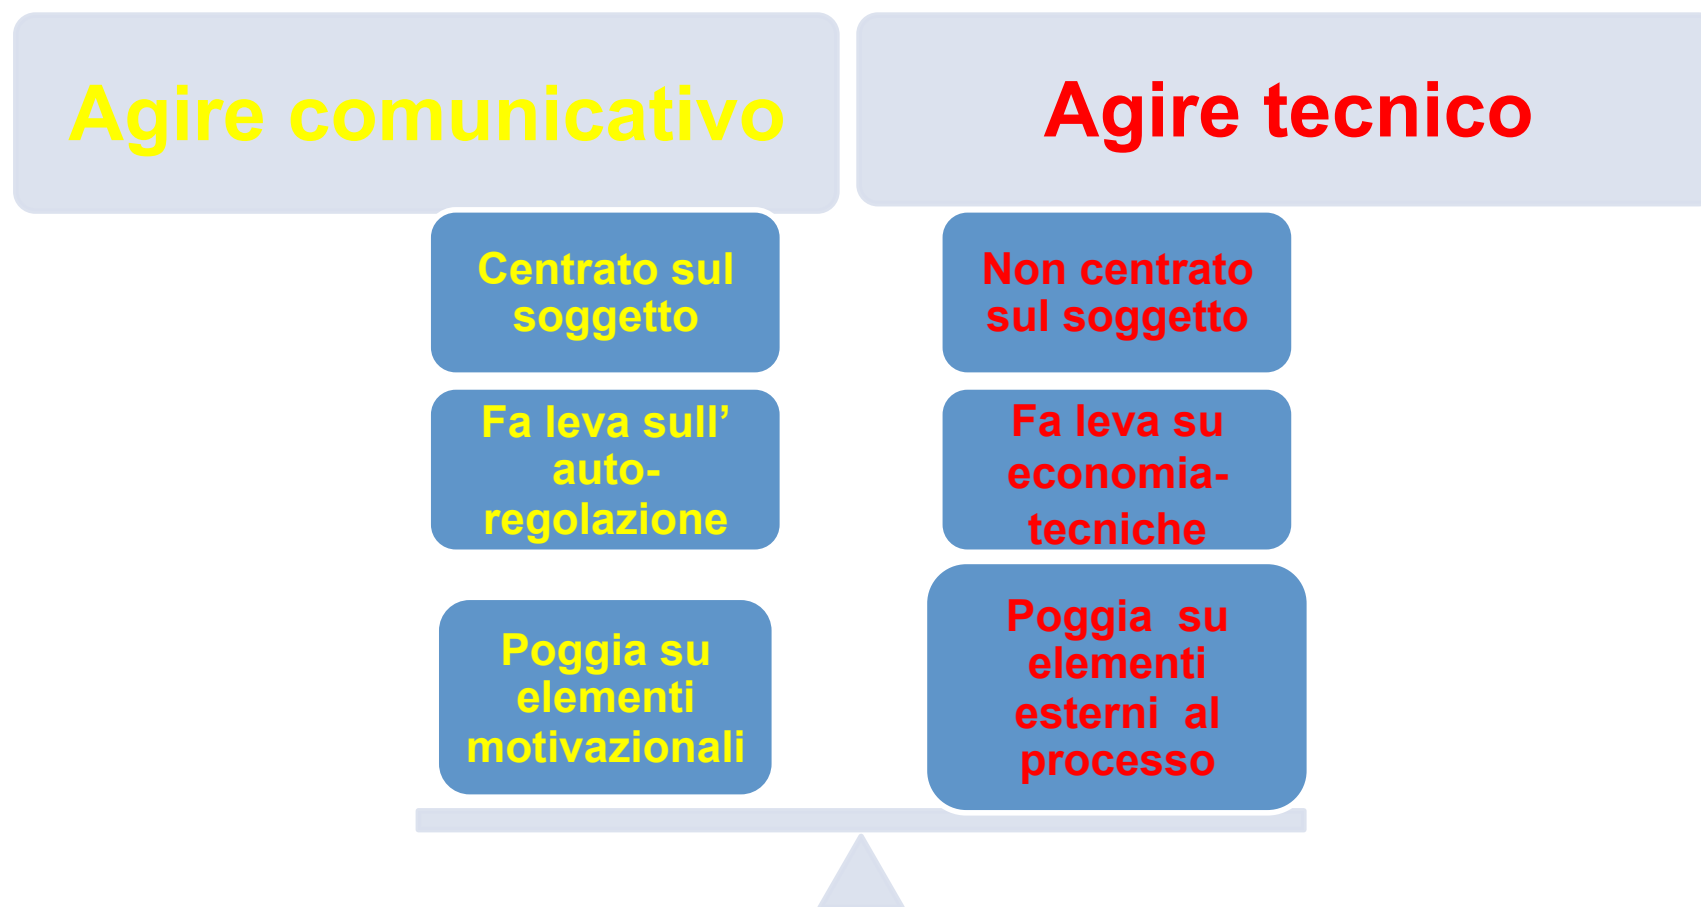 Agire comunicativo
Agire tecnico
Centrato sul
soggetto
Non centrato
sul soggetto
Fa leva sull’
auto-
regolazione
Fa leva su
economia-
tecniche
Poggia su
elementi
motivazionali
Poggia  su
elementi
esterni  al
processo